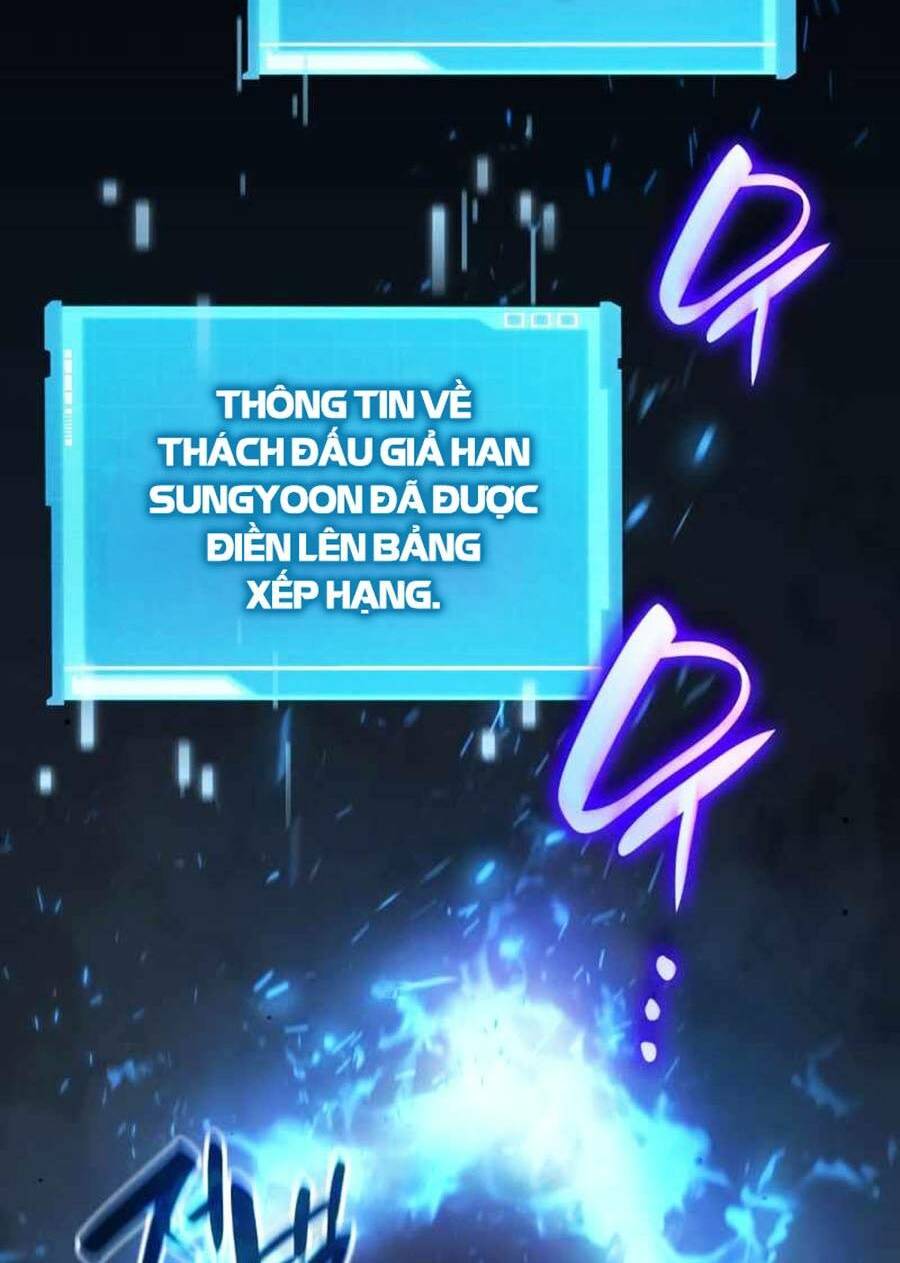 THÔNG TIN VỀ
THÁCH ĐẤU GIẢ HAN
SUNGYOON ĐÃ ĐƯỢC
ĐIỀN LÊN BẢNG
XẾP HẠNG.